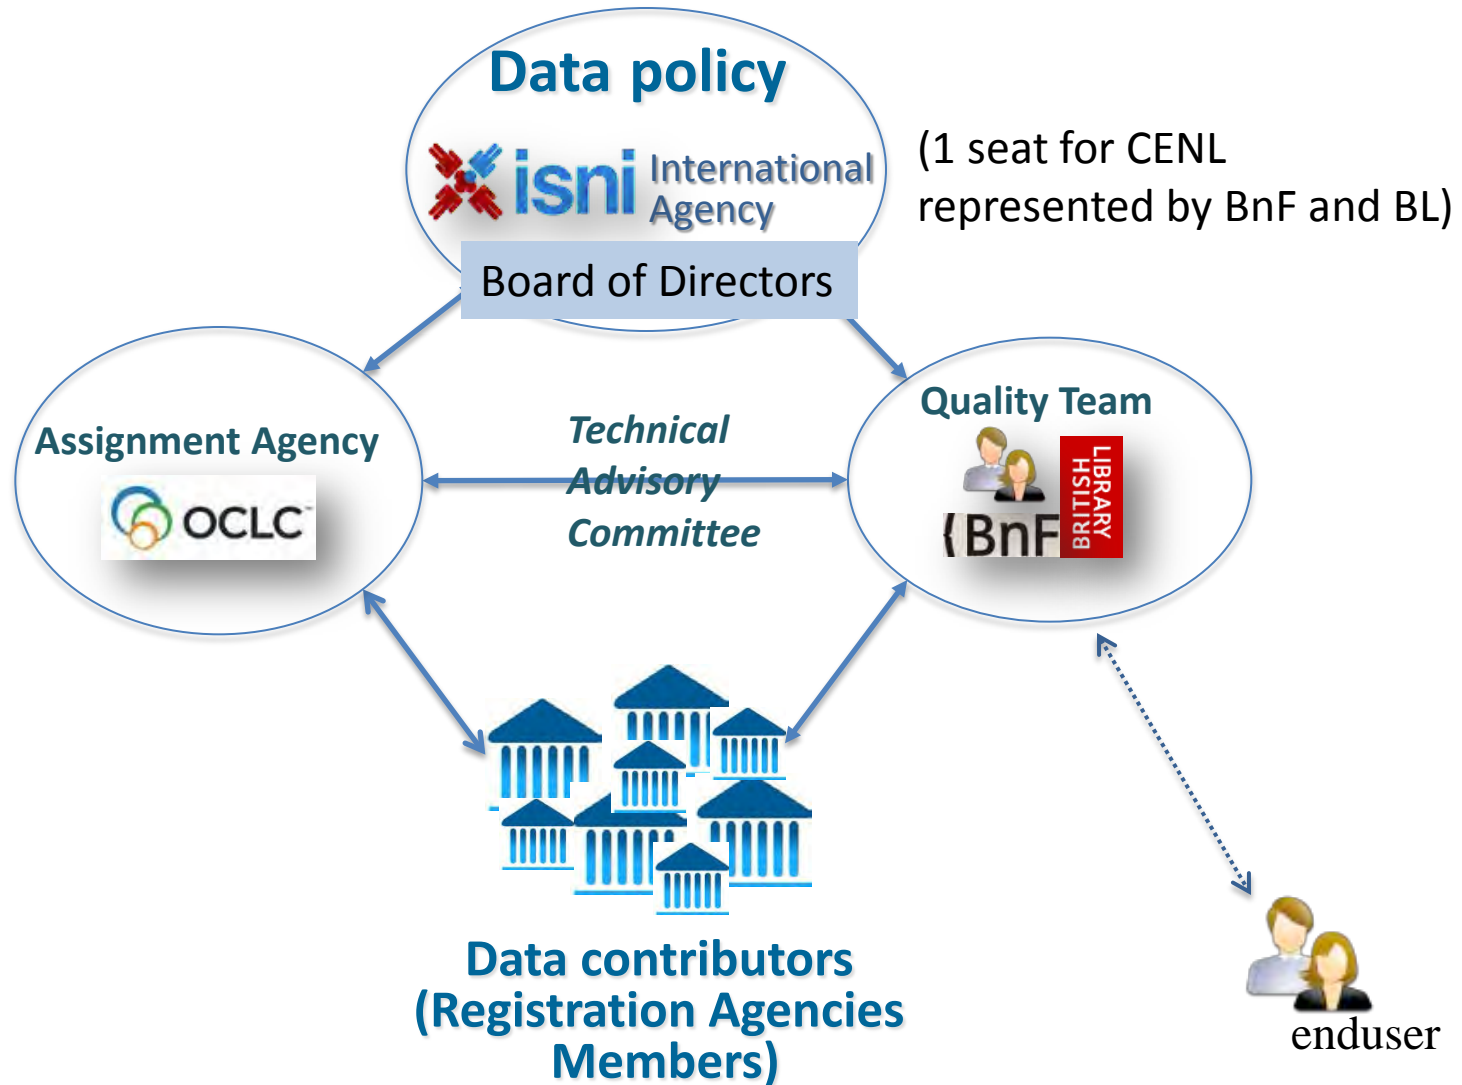 Data policy
isni International
Agency
(1 seat for CENL
represented by BnF and BL)
Board of Directors
Assignment Agency
OCLC™
Technical
Advisory
Committee
Quality Team
(BnF
BRITISH
LIBRARY
Data contributors
(Registration Agencies
Members)
enduser